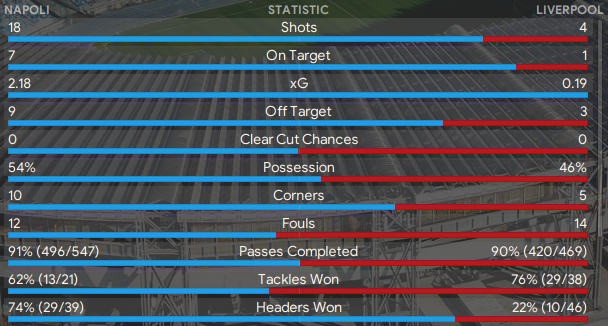 NAPOLI STATISTIC LIVERPOOL
18 Shots 4
7 On Target 1
2.18 xG 0.19
9 Off Target 3
0 Clear Cut Chances 0
54% Possession 46%
10 Corners 5
12 Fouls 14
91% (496/547) Passes Completed 90% (420/469)
62% (13/21) Tackles Won 76% (29/38)
74% (29/39) Headers Won 22% (10/46)